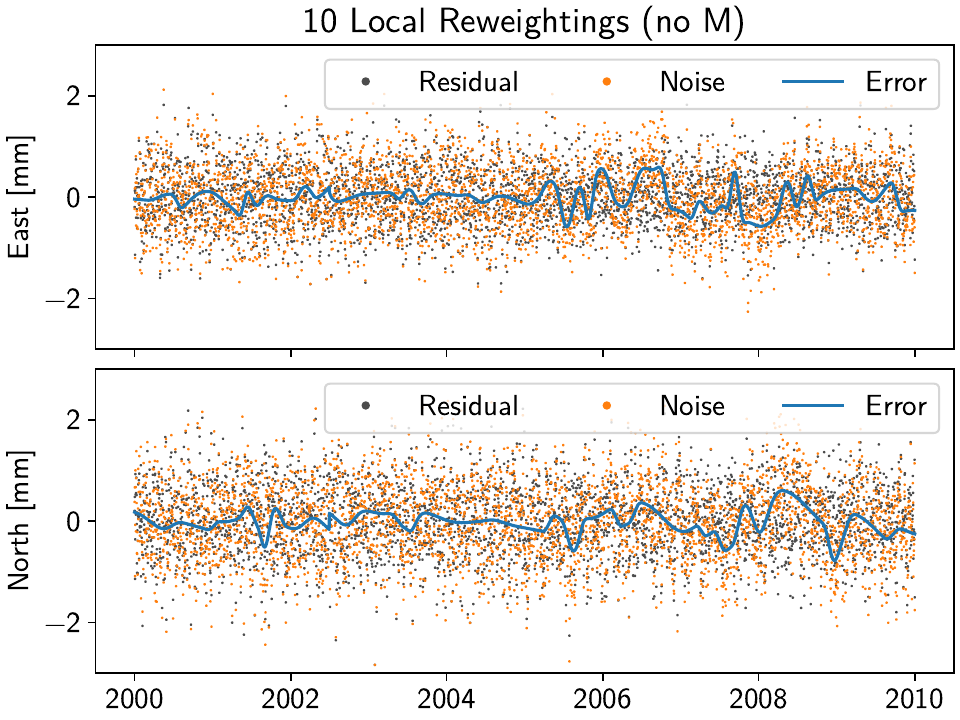 10 Local Reweightings (no M)
Residual Noise Error
East [mm]
2
0
−2
Residual Noise Error
North [mm]
2
0
−2
2000 2002 2004 2006 2008 2010